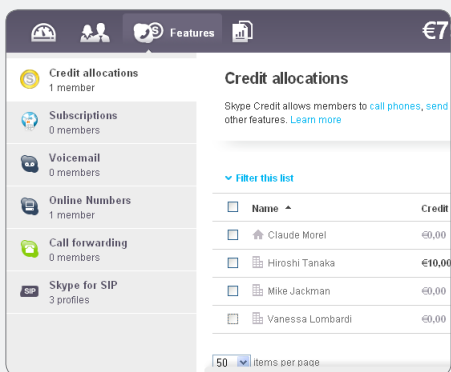 Features
€7
Credit allocations
1 member
Subscriptions
0 members
Voicemail
0 members
Online Numbers
1 member
Call forwarding
0 members
SIP
Skype for SIP
3 profiles
Credit allocations
Skype Credit allows members to call phones, send
other features. Learn more
Filter this list
Name Credit
Claude Morel €0,00
Hiroshi Tanaka €10,00
Mike Jackman €0,00
Vanessa Lombardi €0,00
50 items per page